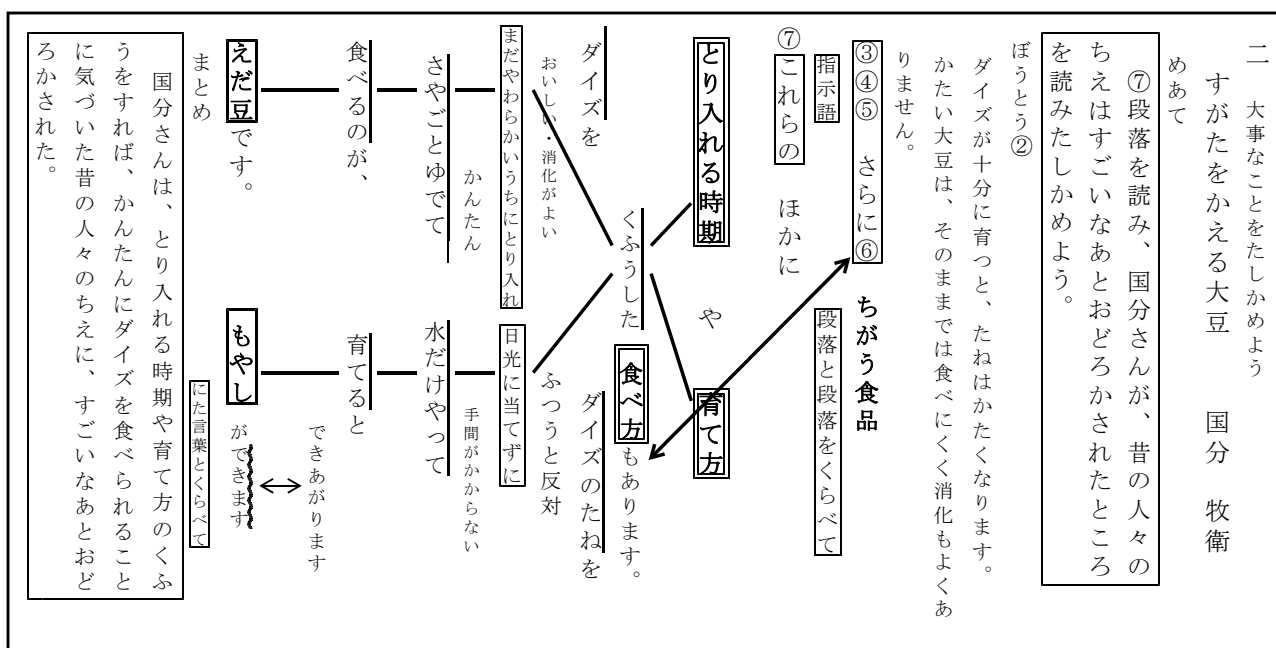 二　大事なことをたしかめよう
すがたをかえる大豆　　国分　牧衛
めあて
⑦段落を読み、国分さんが、昔の人々の
ちえはすごいなあとおどろかされたところ
を読みたしかめよう。
ぼうとう②
ダイズが十分に育つと、たねはかたくなります。
かたい大豆は、そのままでは食べにくく消化もよくあ
りません。
③④⑤　さらに⑥　ちがう食品
指示語
段落と段落をくらべて
⑦これらの　ほかに
とり入れる時期　や　育て方
くふうした　食べ方もあります。
ダイズを
おいしい・消化がよい
まだやわらかいうちにとり入れ
かんたん
さやごとゆでて
食べるのが、
えだ豆です。
ダイズのたねを
ふつうと反対
日光に当てずに
手間がかからない
水だけやって
育てると
できあがります
もやしができます
にた言葉とくらべて
まとめ
国分さんは、とり入れる時期や育て方のくふ
うをすれば、かんたんにダイズを食べられること
に気づいた昔の人々のちえに、すごいなあとおど
ろかされた。